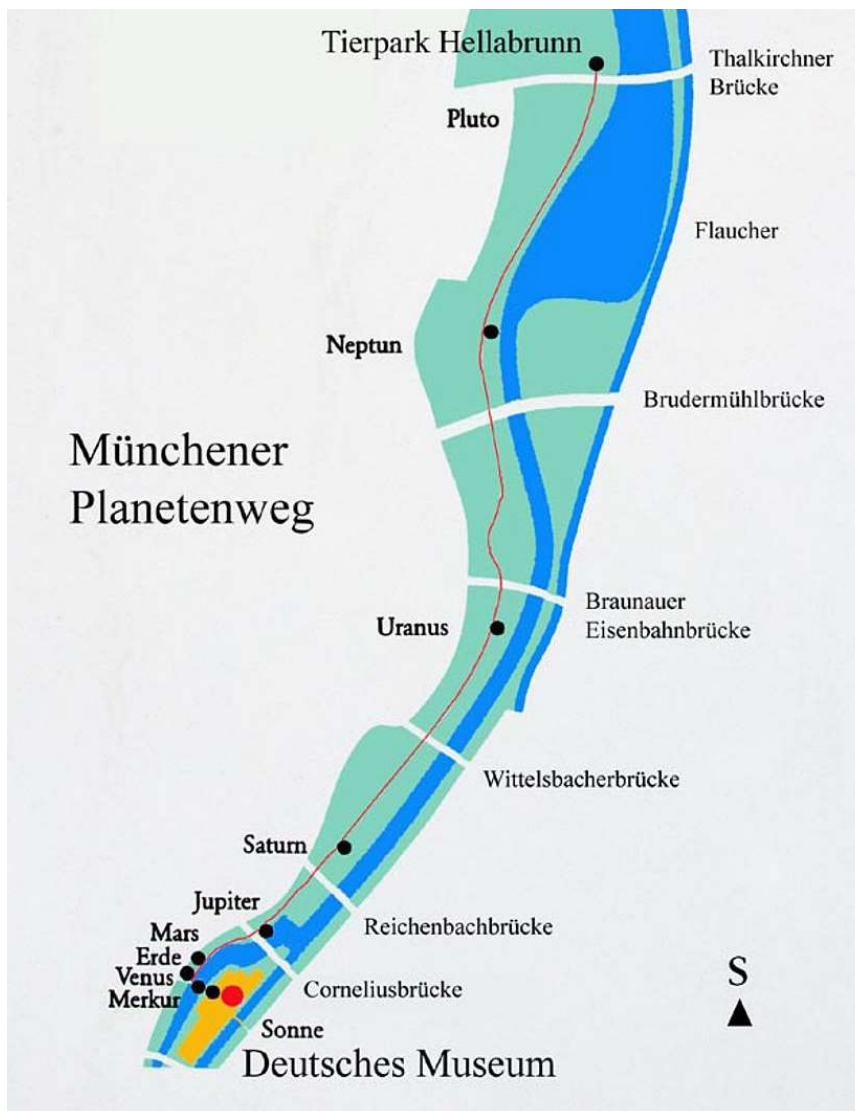 Tierpark Hellabrunn
Thalkirchner
Brücke
Pluto
Flaucher
Neptun
Brudermühlbrücke
Münchener
Planetenweg
Braunauer
Eisenbahnbrücke
Uranus
Wittelsbacherbrücke
Saturn
Jupiter
Reichenbachbrücke
Mars
Erde
Venus
Merkur
Corneliusbrücke
S
Sonne
Deutsches Museum